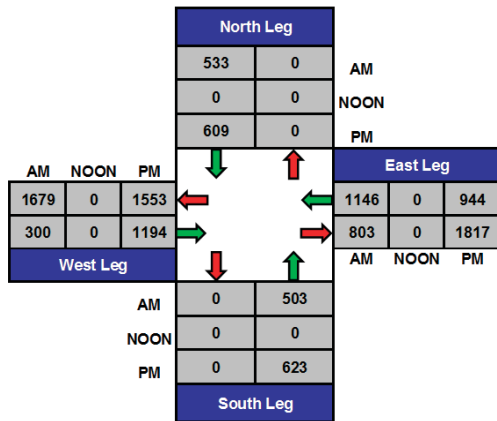 North Leg
533 0 AM
0 0 NOON
609 0 PM
AM NOON PM East Leg
1679 0 1553 1146 0 944
300 0 1194 803 0 1817
West Leg AM NOON PM
AM 0 503
NOON 0 0
PM 0 623
South Leg